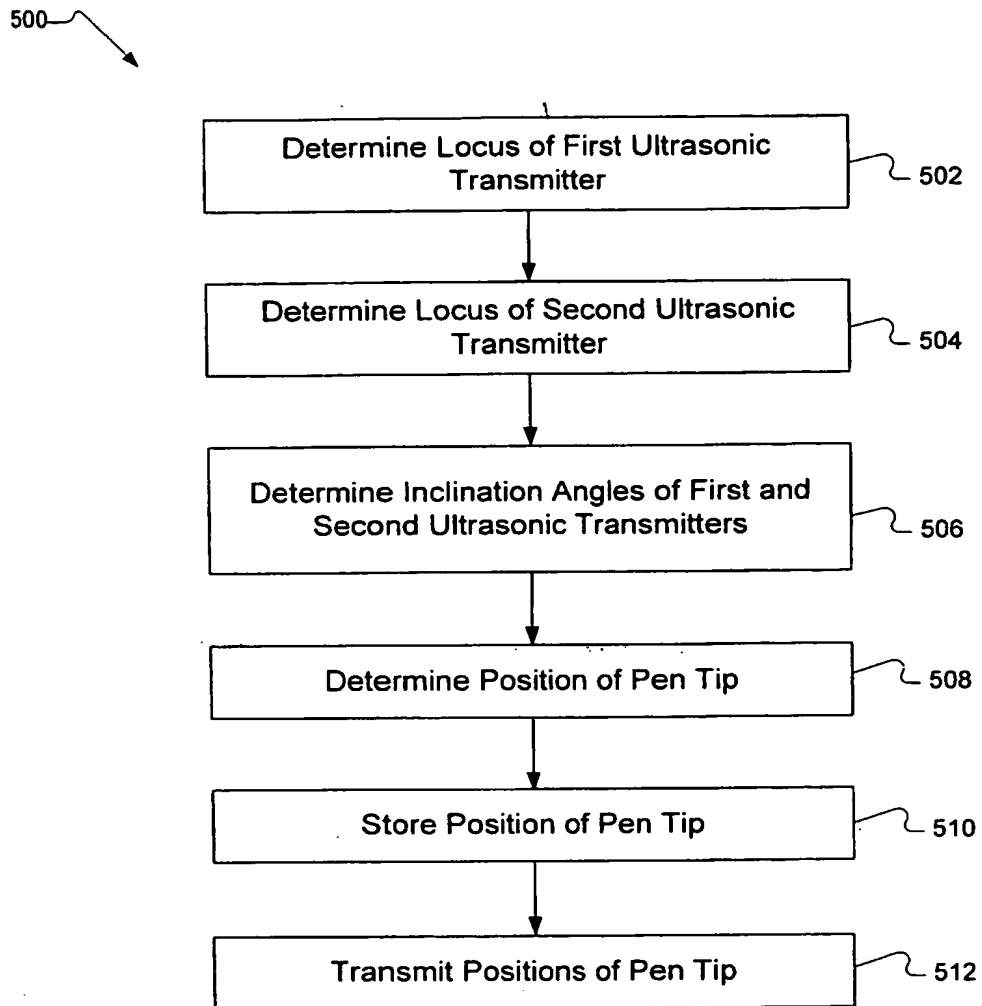 500
Determine Locus of First Ultrasonic
Transmitter
502
Determine Locus of Second Ultrasonic
Transmitter
504
Determine Inclination Angles of First and
Second Ultrasonic Transmitters
506
Determine Position of Pen Tip
508
Store Position of Pen Tip
510
Transmit Positions of Pen Tip
512